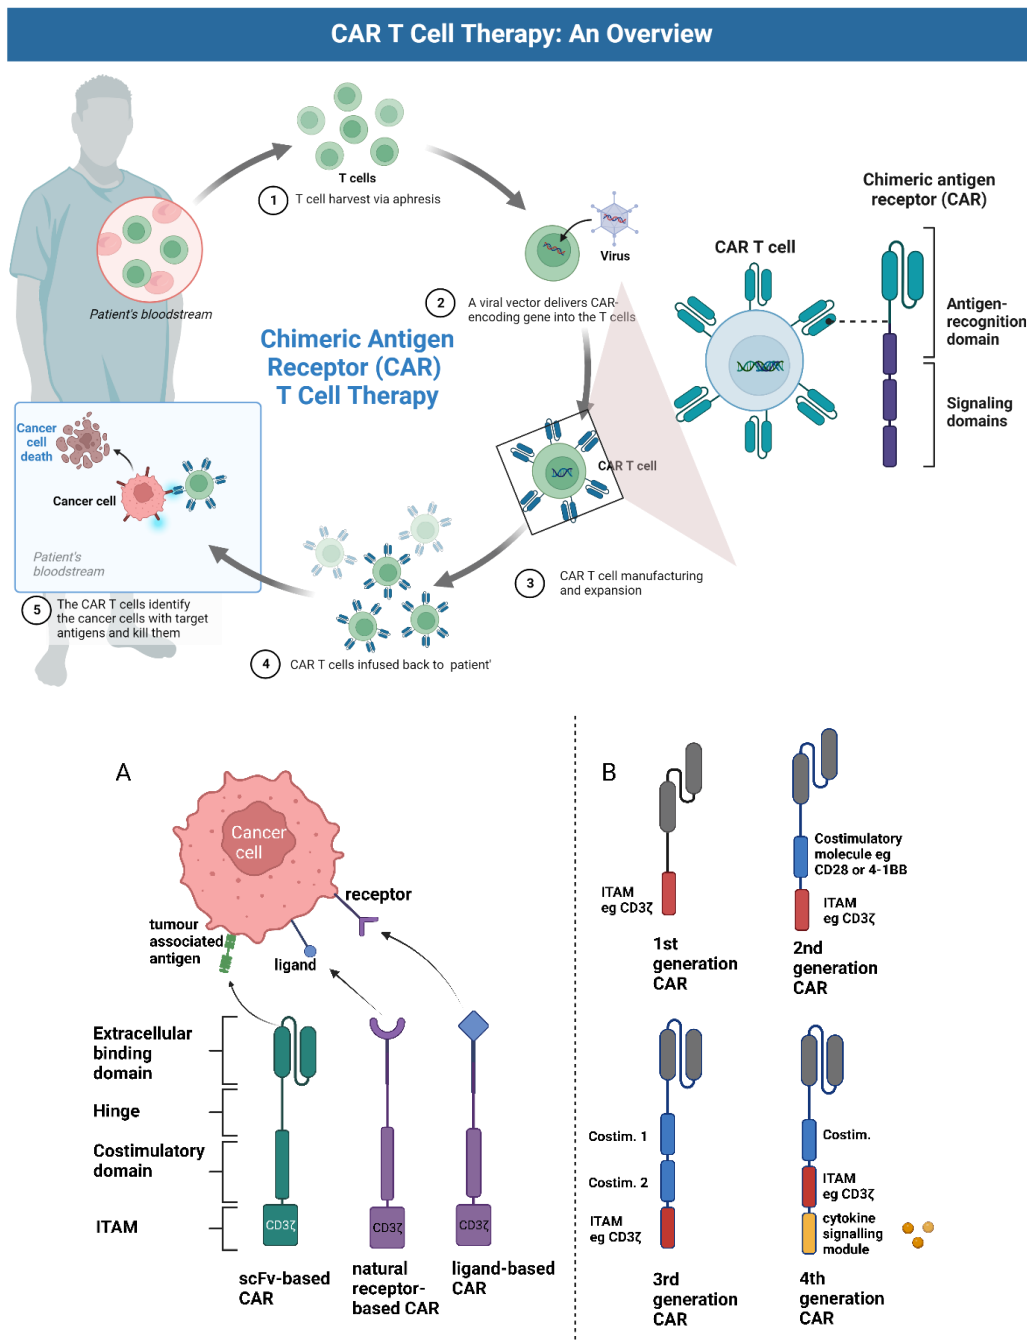 CAR T Cell Therapy: An Overview
T cells
1
T cell harvest via aphresis
Patient's bloodstream
Virus
2
A viral vector delivers CAR-
encoding gene into the T cells
Chimeric Antigen
Receptor (CAR)
T Cell Therapy
Chimeric antigen
receptor (CAR)
CAR T cell
Antigen-
recognition
domain
Signaling
domains
CAR T cell
3
CAR T cell manufacturing
and expansion
4
CAR T cells infused back to patient'
Cancer
cell
death
Cancer cell
Patient's
bloodstream
5
The CAR T cells identify
the cancer cells with target
antigens and kill them
A
Cancer
cell
receptor
tumour
associated
antigen
ligand
Extracellular
binding
domain
Hinge
Costimulatory
domain
ITAM
CD3ζ
CD3ζ
CD3ζ
scFv-based
CAR
natural
receptor-
based CAR
ligand-based
CAR
B
ITAM
eg CD3ζ
1st
generation
CAR
Costimulatory
molecule eg
CD28 or 4-1BB
ITAM
eg CD3ζ
2nd
generation
CAR
Costim. 1
Costim. 2
ITAM
eg CD3ζ
3rd
generation
CAR
Costim.
ITAM
eg CD3ζ
cytokine
signalling
module
4th
generation
CAR